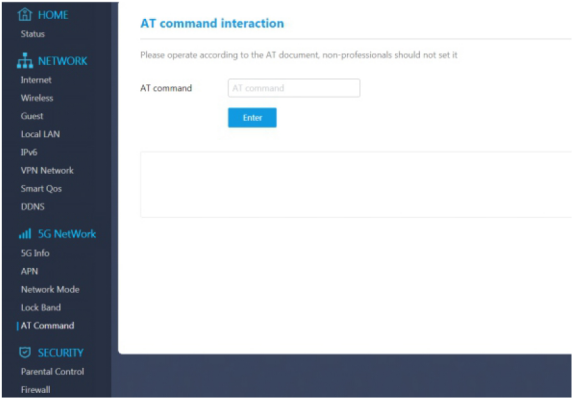 HOME
Status
NETWORK
Internet
Wireless
Guest
Local LAN
IPv6
VPN Network
Smart Qos
DDNS
5G NetWork
5G Info
APN
Network Mode
Lock Band
AT Command
SECURITY
Parental Control
Firewall
AT command interaction
Please operate according to the AT document, non-professionals should not set it
AT command
AT command
Enter